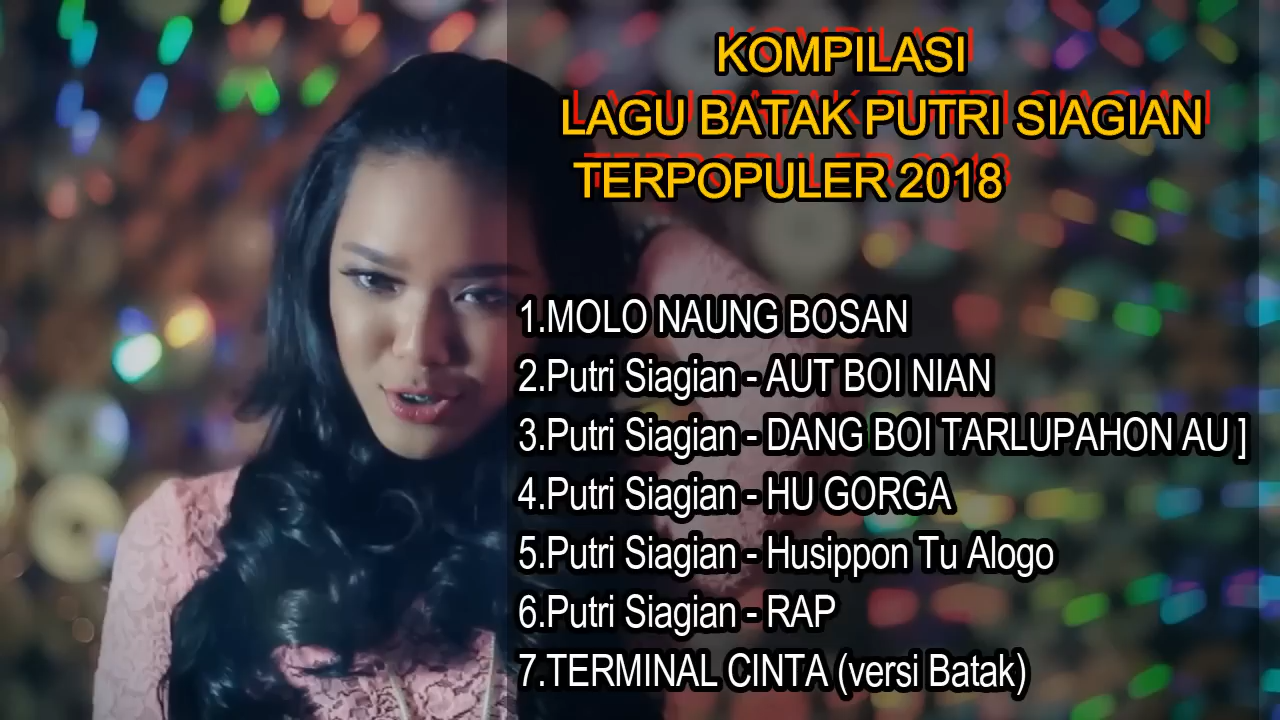 KOMPILASI
LAGU BATAK PUTRI SIAGIAN
TERPOPULER 2018
1.MOLO NAUNG BOSAN
2.Putri Siagian - AUT BOI NIAN
3.Putri Siagian - DANG BOI TARLUPAHON AU ]
4.Putri Siagian - HU GORGA
5.Putri Siagian - Husippon Tu Alogo
6.Putri Siagian - RAP
7.TERMINAL CINTA (versi Batak)